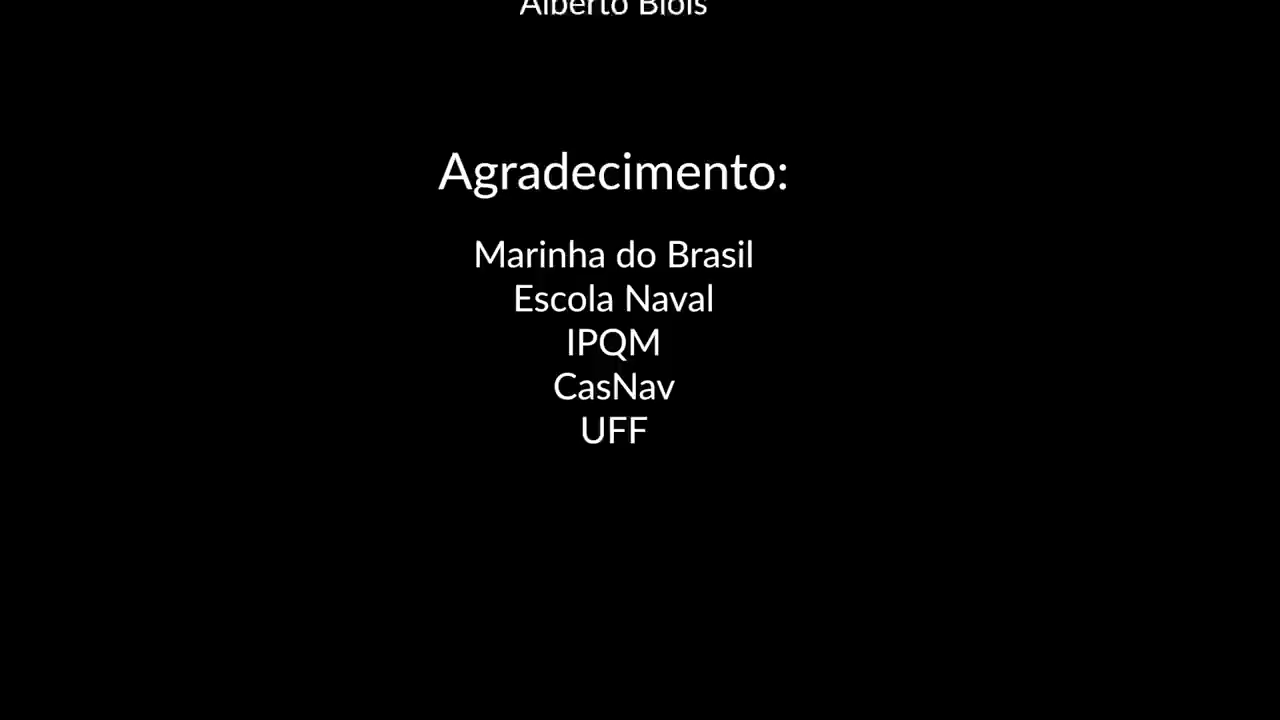 Alberto Blois
Agradecimento:
Marinha do Brasil
Escola Naval
IPQM
CasNav
UFF